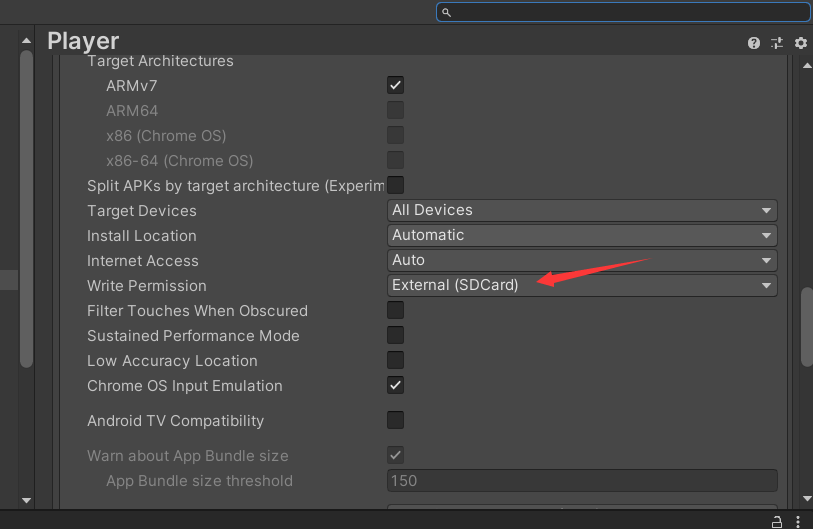 Player
Target Architectures
ARMv7
ARM64
x86 (Chrome OS)
x86-64 (Chrome OS)
Split APKs by target architecture (Experim
Target Devices All Devices
Install Location Automatic
Internet Access Auto
Write Permission External (SDCard)
Filter Touches When Obscured
Sustained Performance Mode
Low Accuracy Location
Chrome OS Input Emulation
Android TV Compatibility
Warn about App Bundle size
App Bundle size threshold 150